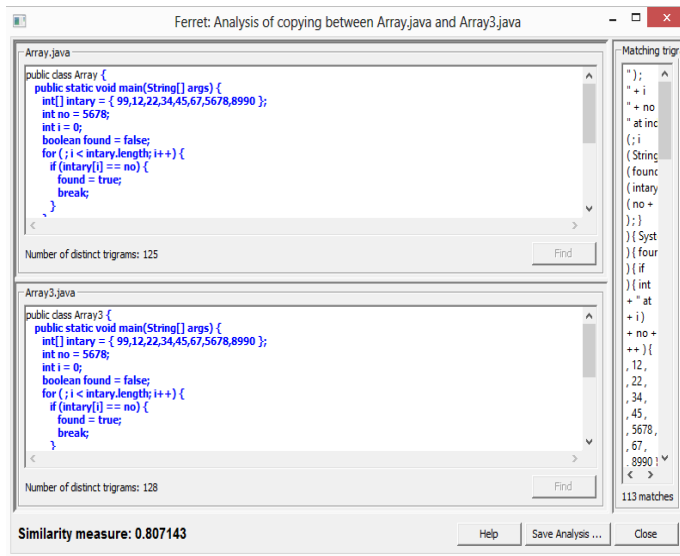 Ferret: Analysis of copying between Array.java and Array3.java
Array.java
public class Array {
public static void main(String[] args) {
int[] intary = { 99,12,22,34,45,67,5678,8990 };
int no = 5678;
int i = 0;
boolean found = false;
for ( ; i < intary.length; i++) {
if (intary[i] == no) {
found = true;
break;
}
Number of distinct trigrams: 125
Find
Array3.java
public class Array3 {
public static void main(String[] args) {
int[] intary = { 99,12,22,34,45,67,5678,8990 };
int no = 5678;
int i = 0;
boolean found = false;
for ( ; i < intary.length; i++) {
if (intary[i] == no) {
found = true;
break;
}
Number of distinct trigrams: 128
Find
Matching trigr
" ) ;
" + i
" + no
" at inc
( ; i
( String
( found
( intary
( no +
) ; }
) { Syst
) { four
) { if
) { int
+ " at
+ i )
+ no +
++ ) {
, 12 ,
, 22 ,
, 34 ,
, 45 ,
, 5678 ,
, 67 ,
, 8990 }
113 matches
Similarity measure: 0.807143
Help
Save Analysis ...
Close